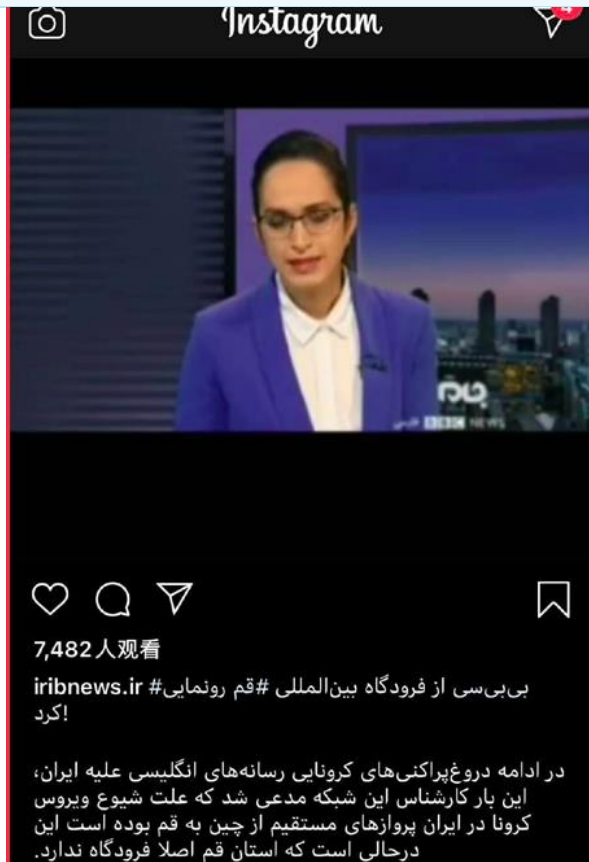 Instagram
4
جام
BBC NEWS فارسی
7,482人观看
iribnews.ir #بی‌بی‌سی از فرودگاه بین‌المللی #قم رونمایی
کرد!
در ادامه دروغ‌پراکنی‌های کرونایی رسانه‌های انگلیسی علیه ایران،
این بار کارشناس این شبکه مدعی شد که علت شیوع ویروس
کرونا در ایران پروازهای مستقیم از چین به قم بوده است این
درحالی است که استان قم اصلا فرودگاه ندارد.